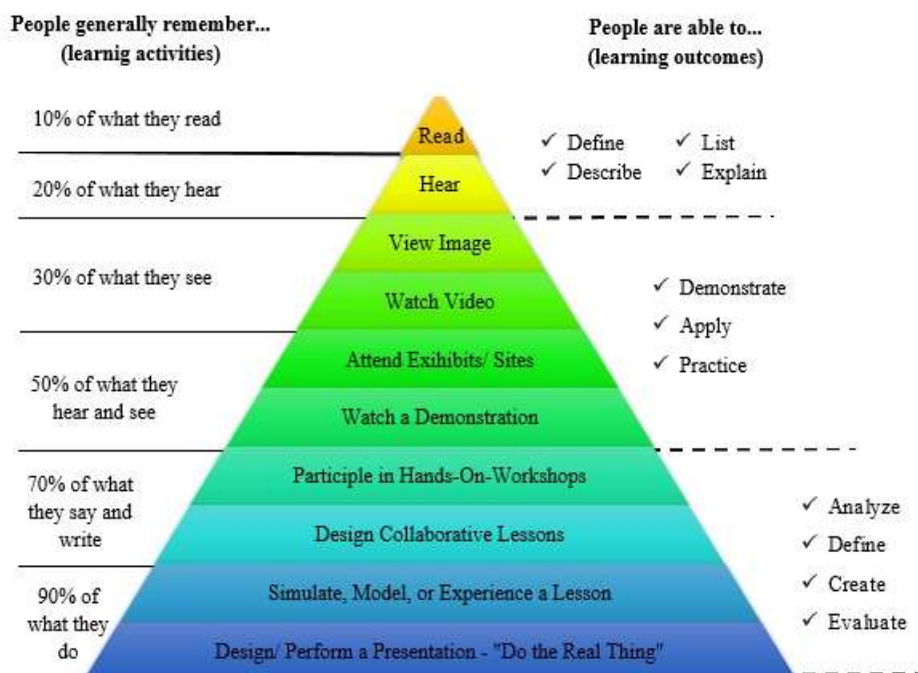 People generally remember...
(learnig activities)
People are able to...
(learning outcomes)
10% of what they read
Read
✓ Define ✓ List
✓ Describe ✓ Explain
20% of what they hear
Hear
View Image
30% of what they see
Watch Video
✓ Demonstrate
✓ Apply
✓ Practice
Attend Exihibits/ Sites
50% of what they
hear and see
Watch a Demonstration
Participle in Hands-On-Workshops
70% of what
they say and
write
Design Collaborative Lessons
✓ Analyze
✓ Define
✓ Create
✓ Evaluate
Simulate, Model, or Experience a Lesson
90% of
what they
do
Design/ Perform a Presentation - "Do the Real Thing"